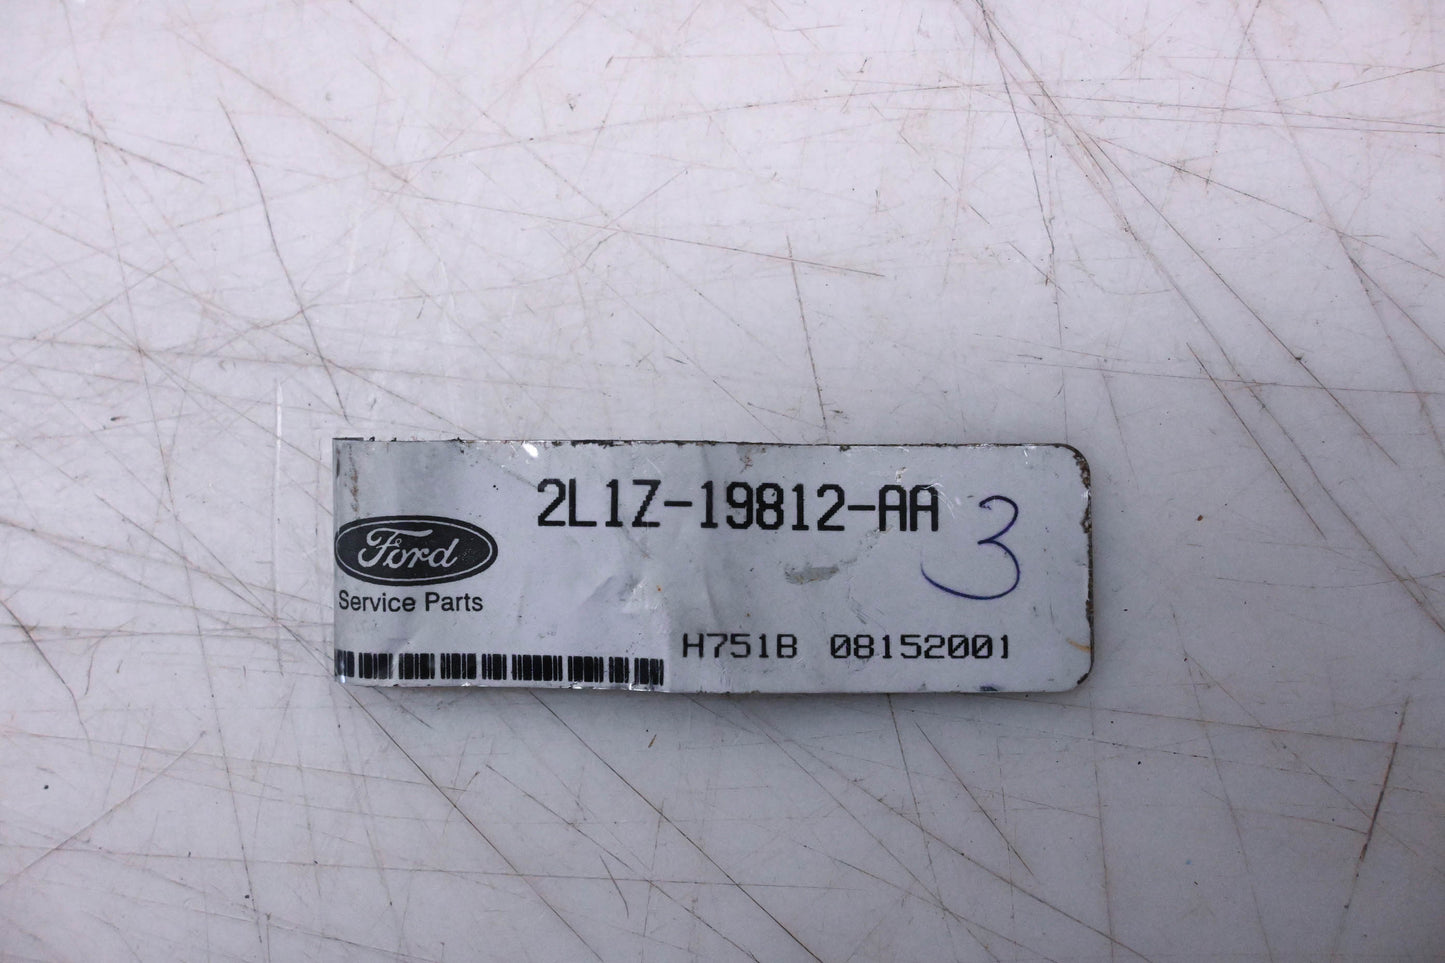 2L1Z-19812-AA 3
Ford
Service Parts
H751B 08152001